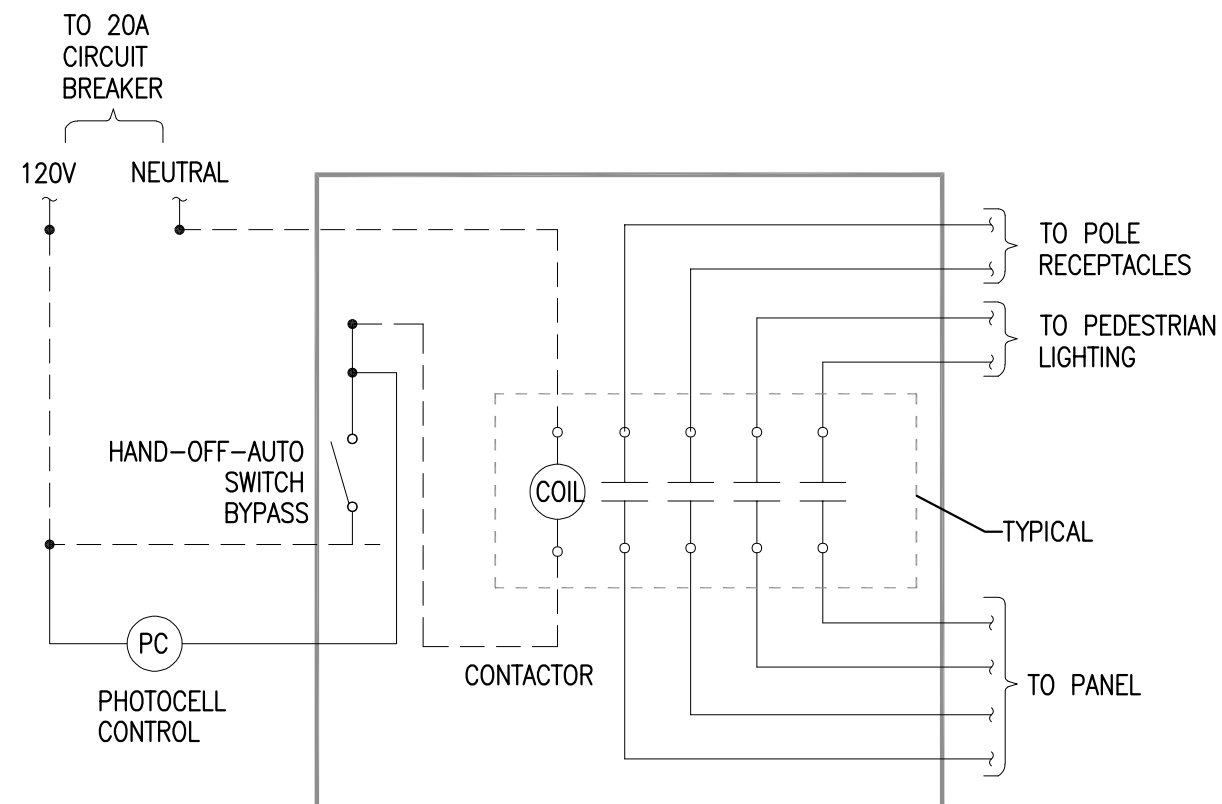 TO 20A
CIRCUIT
BREAKER
120V
NEUTRAL
TO POLE
RECEPTACLES
TO PEDESTRIAN
LIGHTING
HAND-OFF-AUTO
SWITCH
BYPASS
COIL
TYPICAL
PC
CONTACTOR
TO PANEL
PHOTOCELL
CONTROL